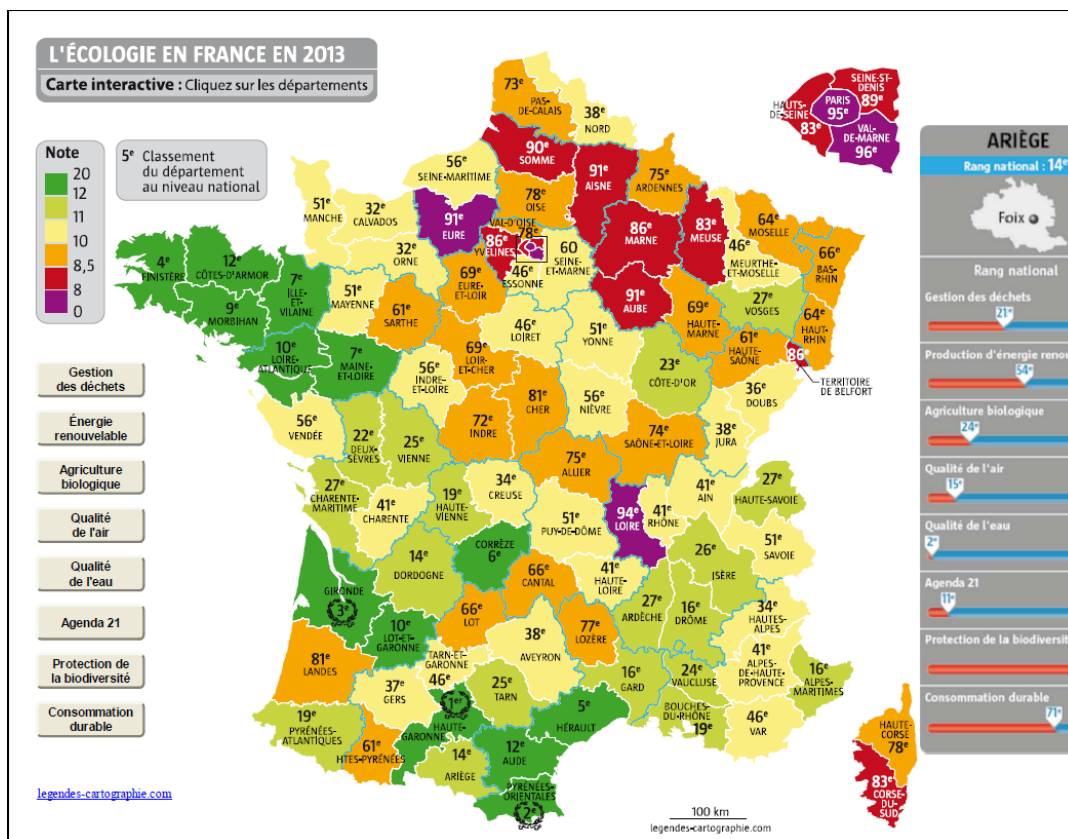 L'ÉCOLOGIE EN FRANCE EN 2013
Carte interactive : Cliquez sur les départements
Note
20
12
11
10
8,5
8
0
5e Classement
du département
au niveau national
Gestion
des déchets
Énergie
renouvelable
Agriculture
biologique
Qualité
de l'air
Qualité
de l'eau
Agenda 21
Protection de
la biodiversité
Consommation
durable
legendes-cartographie.com
73e
PAS-
DE-CALAIS
38e
NORD
90e
SOMME
56e
SEINE-MARITIME
91e
AISNE
75e
ARDENNES
78e
OISE
51e
MANCHE
32e
CALVADOS
91e
EURE
VAL-D'OISE
78e
86e
YVELINES
86e
MARNE
83e
MEUSE
64e
MOSELLE
46e
MEURTHE-
ET-MOSELLE
66e
BAS-
RHIN
4e
FINISTÈRE
12e
CÔTES-D'ARMOR
9e
MORBIHAN
7e
ILLE-
ET-
VILAINE
32e
ORNE
60
SEINE-
ET-MARNE
46e
ESSONNE
69e
EURE-
ET-LOIR
51e
MAYENNE
61e
SARTHE
91e
AUBE
69e
HAUTE-
MARNE
27e
VOSGES
64e
HAUT-
RHIN
46e
LOIRET
51e
YONNE
61e
HAUTE-
SAÔNE
86e
TERRITOIRE
DE BELFORT
10e
LOIRE-
ATLANTIQUE
7e
MAINE-
ET-LOIRE
56e
INDRE-
ET-LOIRE
69e
LOIR-
ET-CHER
23e
CÔTE-D'OR
36e
DOUBS
56e
VENDÉE
22e
DEUX-
SÈVRES
25e
VIENNE
72e
INDRE
81e
CHER
56e
NIÈVRE
74e
SAÔNE-ET-LOIRE
38e
JURA
75e
ALLIER
27e
CHARENTE-
MARITIME
41e
CHARENTE
19e
HAUTE-
VIENNE
34e
CREUSE
51e
PUY-DE-DÔME
94e
LOIRE
41e
RHÔNE
41e
AIN
27e
HAUTE-SAVOIE
51e
SAVOIE
14e
DORDOGNE
CORRÈZE
6e
66e
CANTAL
41e
HAUTE-
LOIRE
26e
ISÈRE
GIRONDE
3e
10e
LOT-ET-
GARONNE
66e
LOT
38e
AVEYRON
77e
LOZÈRE
27e
ARDÈCHE
16e
DRÔME
34e
HAUTES-
ALPES
81e
LANDES
37e
GERS
TARN-ET-
GARONNE
46e
25e
TARN
16e
GARD
24e
VAUCLUSE
41e
ALPES-
DE-HAUTE-
PROVENCE
16e
ALPES-
MARITIMES
19e
PYRÉNÉES-
ATLANTIQUES
61e
HTES-PYRÉNÉES
1er
HAUTE-
GARONNE
14e
ARIÈGE
12e
AUDE
5e
HÉRAULT
BOUCHES-
DU-RHÔNE
19e
46e
VAR
PYRÉNÉES-
ORIENTALES
2e
HAUTE-
CORSE
78e
83e
CORSE-
DU-
SUD
100 km
legendes-cartographie.com
SEINE-ST-
DENIS
89e
HAUTS-
DE-SEINE
83e
PARIS
95e
VAL-
DE-MARNE
96e
ARIÈGE
Rang national : 14e
Foix
Rang national
Gestion des déchets
21e
Production d'énergie renou
54e
Agriculture biologique
24e
Qualité de l'air
15e
Qualité de l'eau
2e
Agenda 21
11e
Protection de la biodiversité
Consommation durable
71e